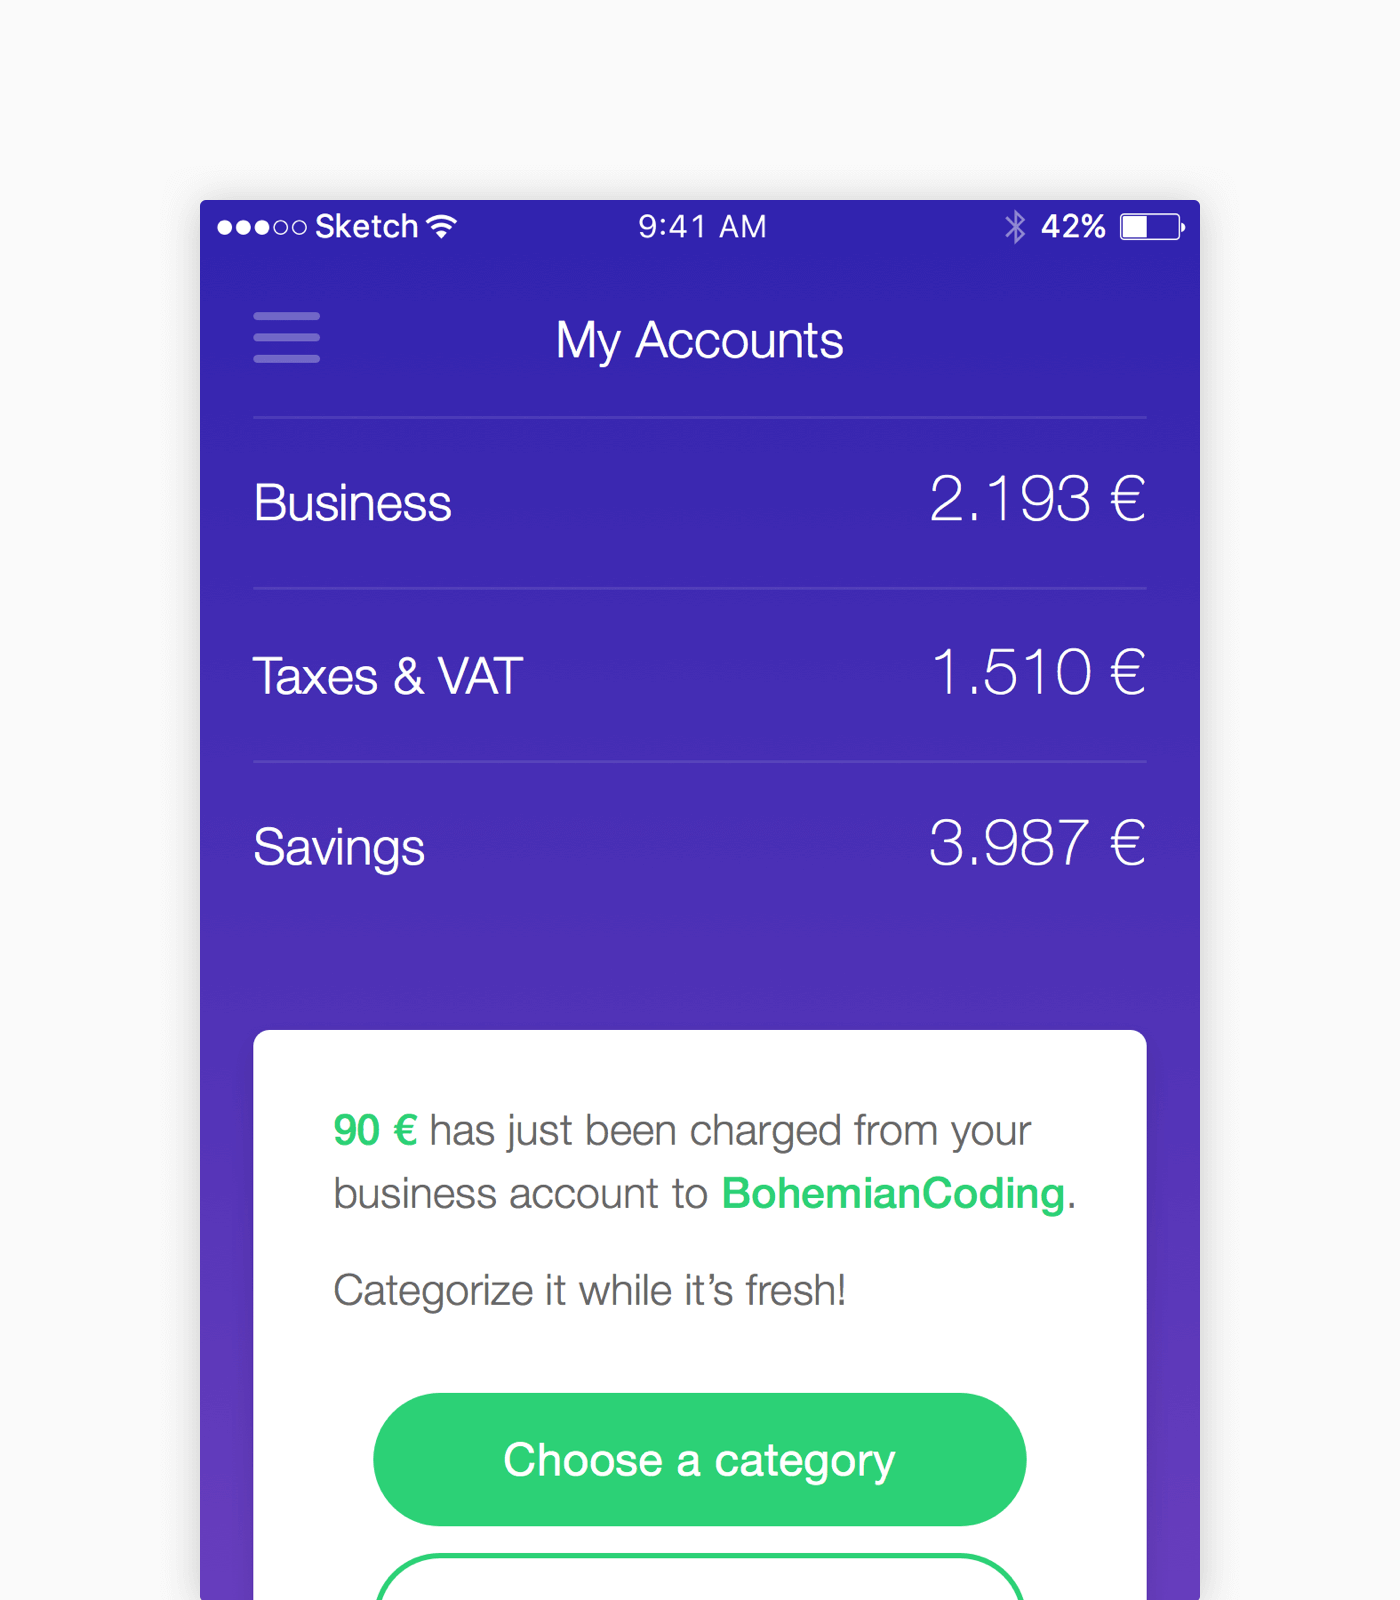 Sketch 9:41 AM 42%
My Accounts
Business 2.193 €
Taxes & VAT 1.510 €
Savings 3.987 €
90 € has just been charged from your
business account to BohemianCoding.
Categorize it while it’s fresh!
Choose a category